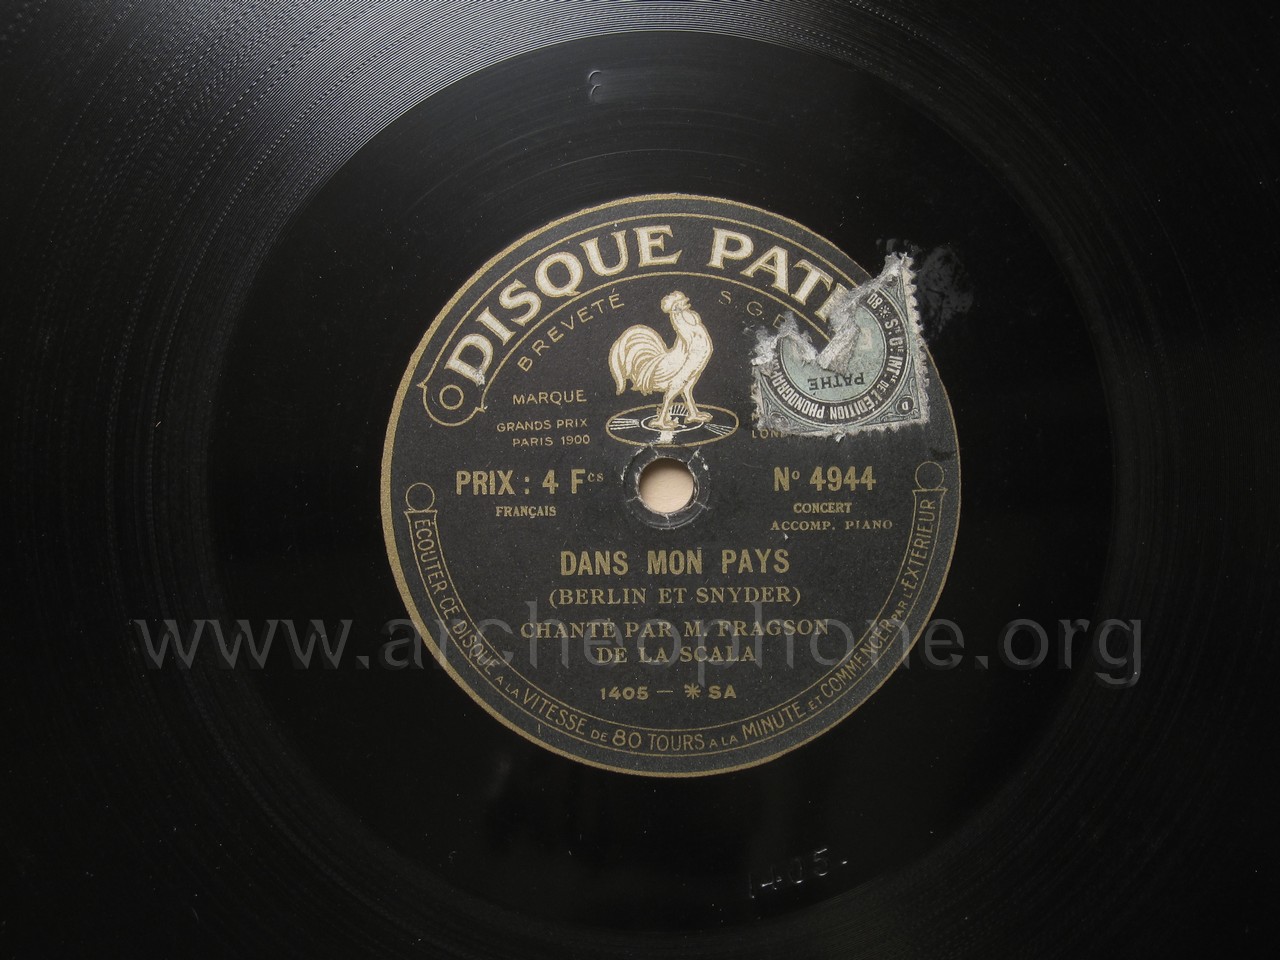 DISQUE
BREVETÉ
MARQUE
GRANDS PRIX
PARIS 1900
PRIX : 4 Fcs
FRANÇAIS
Nº 4944
CONCERT
ACCOMP. PIANO
DANS MON PAYS
(BERLIN ET SNYDER)
CHANTÉ PAR M. FRAGSON
DE LA SCALA
1405 — * SA
ÉCOUTER CE DISQUE A LA VITESSE DE 80 TOURS A LA MINUTE ET COMMENCER PAR L'EXTÉRIEUR
PATHE
DE L'EDITION
1405.
www.archeophone.org